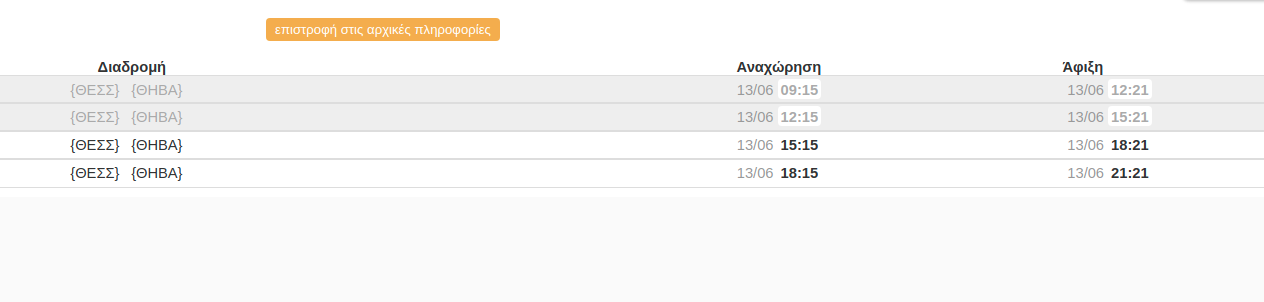 επιστροφή στις αρχικές πληροφορίες
Διαδρομή Αναχώρηση Άφιξη
{ΘΕΣΣ} {ΘΗΒΑ} 13/06 09:15 13/06 12:21
{ΘΕΣΣ} {ΘΗΒΑ} 13/06 12:15 13/06 15:21
{ΘΕΣΣ} {ΘΗΒΑ} 13/06 15:15 13/06 18:21
{ΘΕΣΣ} {ΘΗΒΑ} 13/06 18:15 13/06 21:21